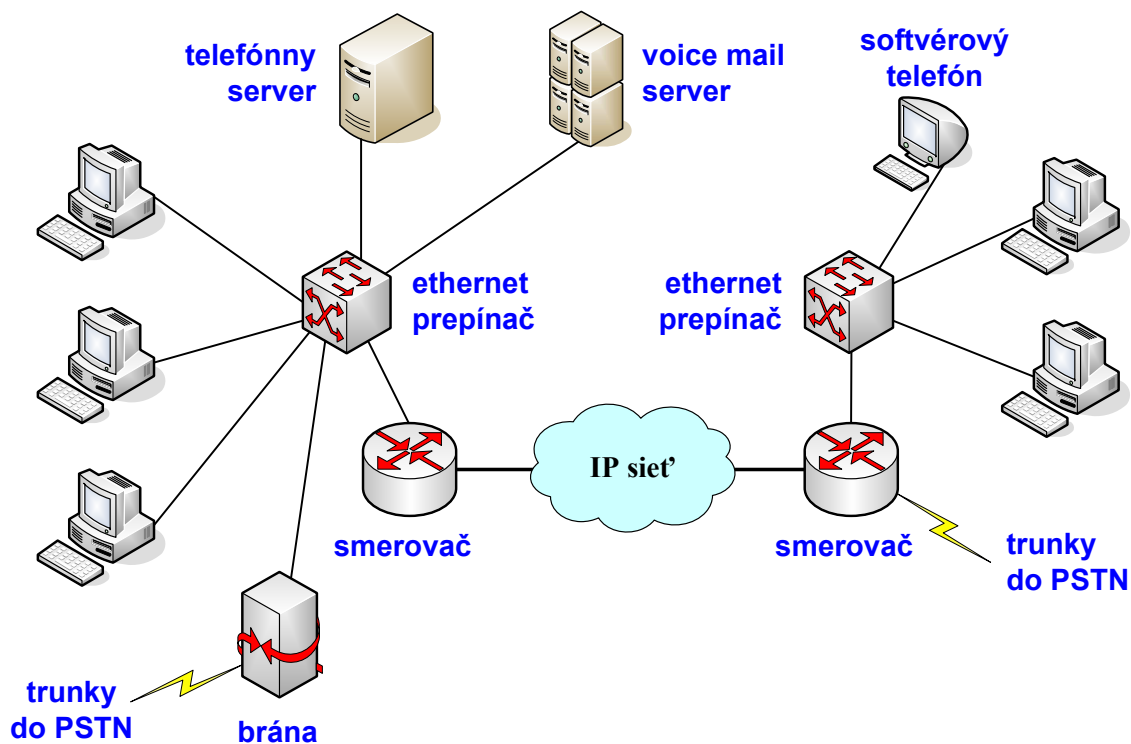 telefónny
server
voice mail
server
softvérový
telefón
ethernet
prepínač
ethernet
prepínač
IP sieť
smerovač
smerovač
trunky
do PSTN
trunky
do PSTN
brána